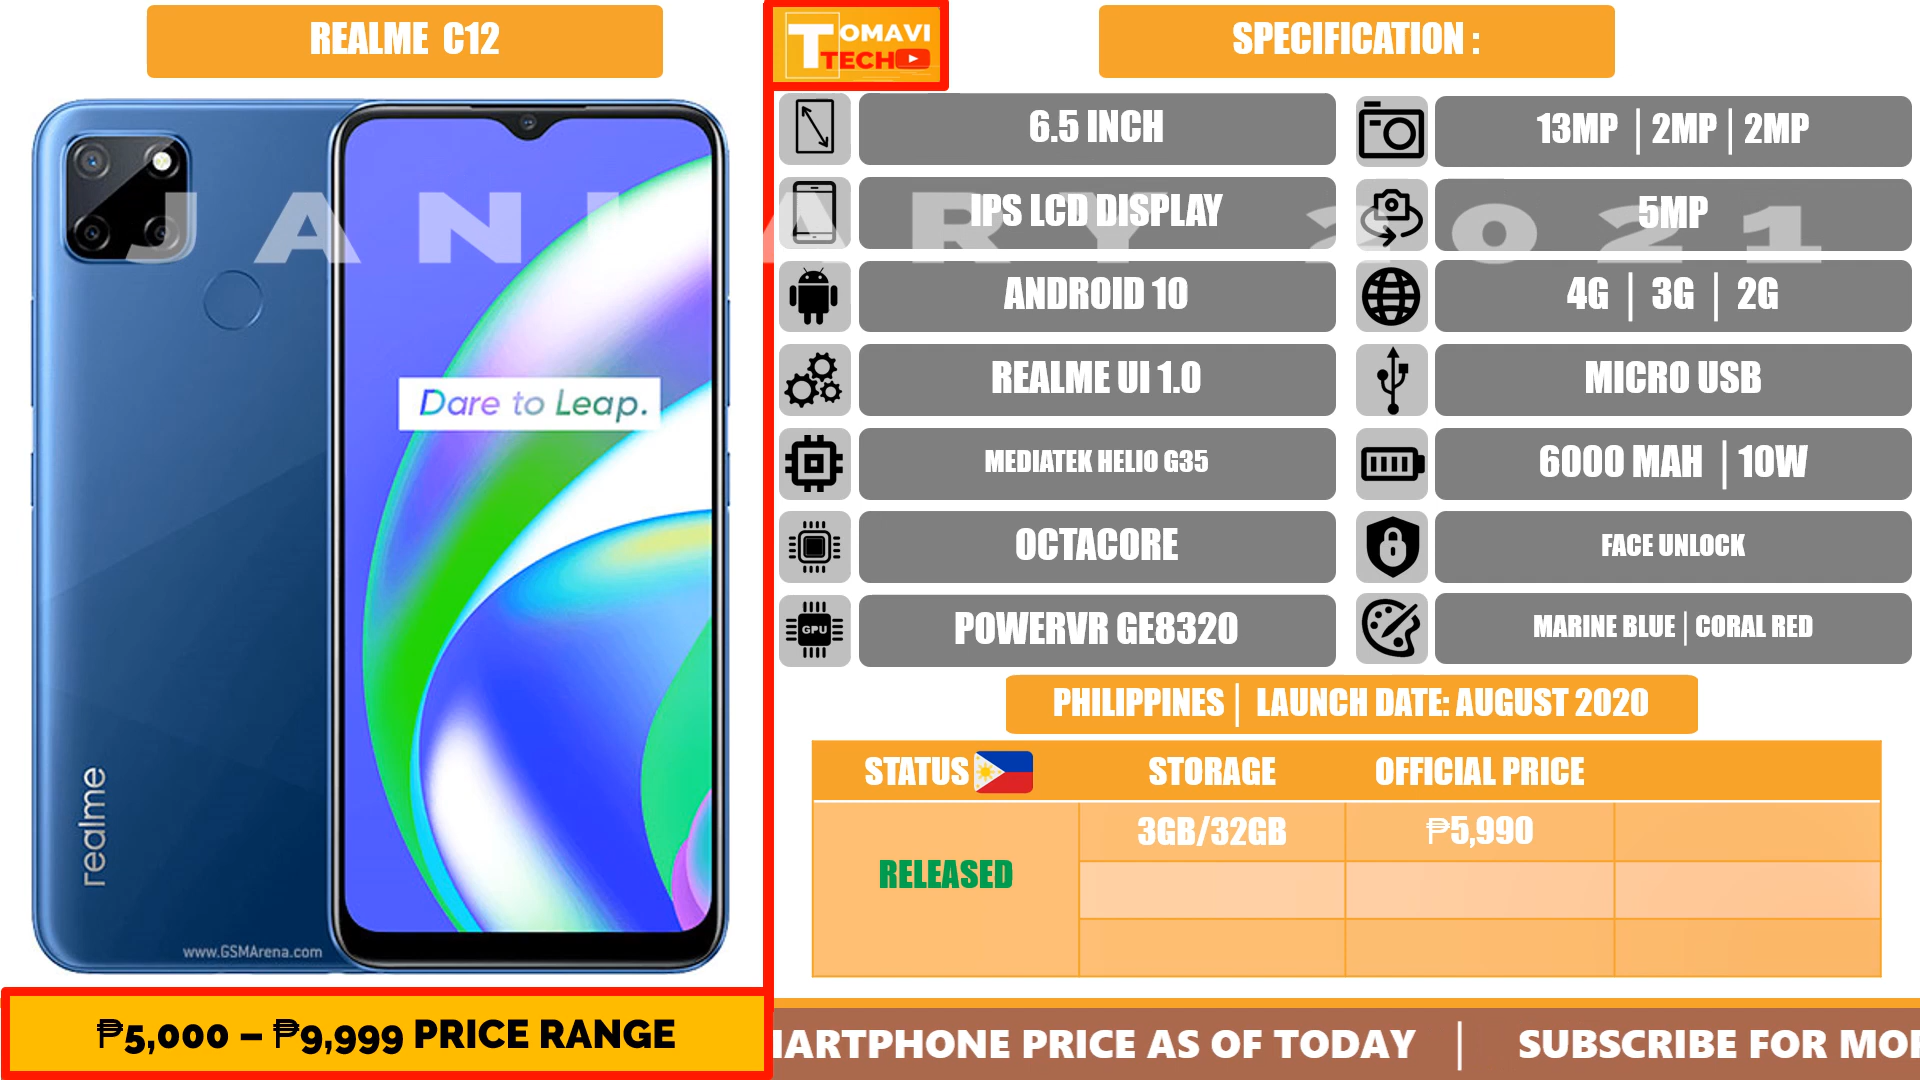 REALME C12
TOMAVI
TECH
SPECIFICATION :
6.5 INCH
13MP | 2MP | 2MP
JANUARY 2021
IPS LCD DISPLAY
5MP
ANDROID 10
4G | 3G | 2G
REALME UI 1.0
MICRO USB
Dare to Leap.
MEDIATEK HELIO G35
6000 MAH | 10W
OCTACORE
FACE UNLOCK
GPU
POWERVR GE8320
MARINE BLUE | CORAL RED
PHILIPPINES | LAUNCH DATE: AUGUST 2020
STATUS STORAGE OFFICIAL PRICE
3GB/32GB ₱5,990
RELEASED
realme
www.GSMArena.com
₱5,000 – ₱9,999 PRICE RANGE
MARTPHONE PRICE AS OF TODAY | SUBSCRIBE FOR MOR